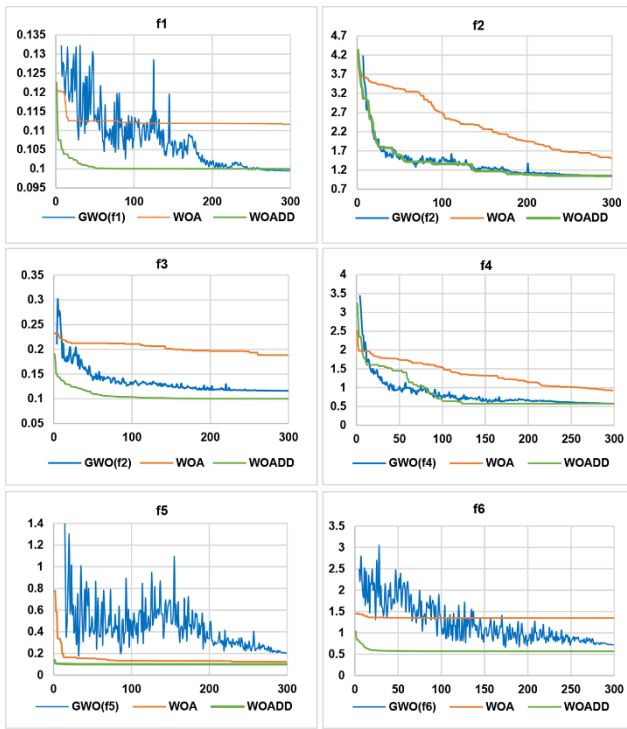 f1
0.135
0.13
0.125
0.12
0.115
0.11
0.105
0.1
0.095
0 100 200 300
GWO(f1) WOA WOADD
f2
4.7
4.2
3.7
3.2
2.7
2.2
1.7
1.2
0.7
0 100 200 300
GWO(f2) WOA WOADD
f3
0.35
0.3
0.25
0.2
0.15
0.1
0.05
0 100 200 300
GWO(f2) WOA WOADD
f4
4
3.5
3
2.5
2
1.5
1
0.5
0
0 50 100 150 200 250 300
GWO(f4) WOA WOADD
f5
1.4
1.2
1
0.8
0.6
0.4
0.2
0
0 100 200 300
GWO(f5) WOA WOADD
f6
3.5
3
2.5
2
1.5
1
0.5
0
0 50 100 150 200 250 300
GWO(f6) WOA WOADD